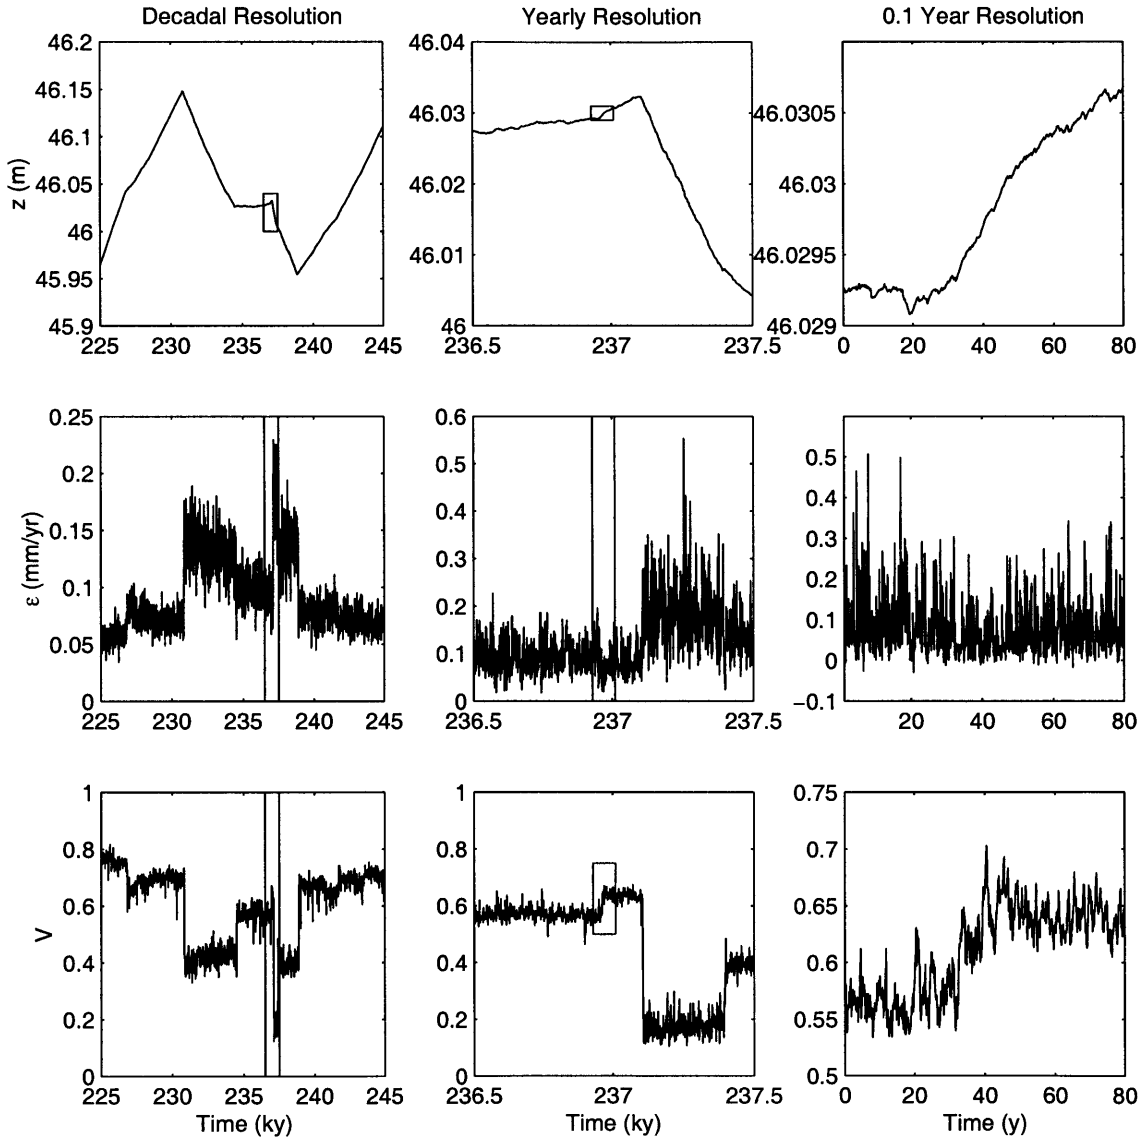 Decadal Resolution Yearly Resolution 0.1 Year Resolution
46.2 46.04
46.15 46.03 46.0305
46.1
46.05 46.02 46.03
z (m)
46 46.01 46.0295
45.95
45.9 46 46.029
225 230 235 240 245 236.5 237 237.5 0 20 40 60 80
0.25 0.6
0.2 0.5 0.5
0.4 0.4
0.15 0.3
ε (mm/yr)
0.3 0.2
0.1 0.2 0.1
0.05 0.1 0
0 0 −0.1
225 230 235 240 245 236.5 237 237.5 20 40 60 80
1 1 0.75
0.8 0.8 0.7
0.6 0.6 0.65
V
0.4 0.4 0.6
0.2 0.2 0.55
0 0 0.5
225 230 235 240 245 236.5 237 237.5 0 20 40 60 80
Time (ky) Time (ky) Time (y)